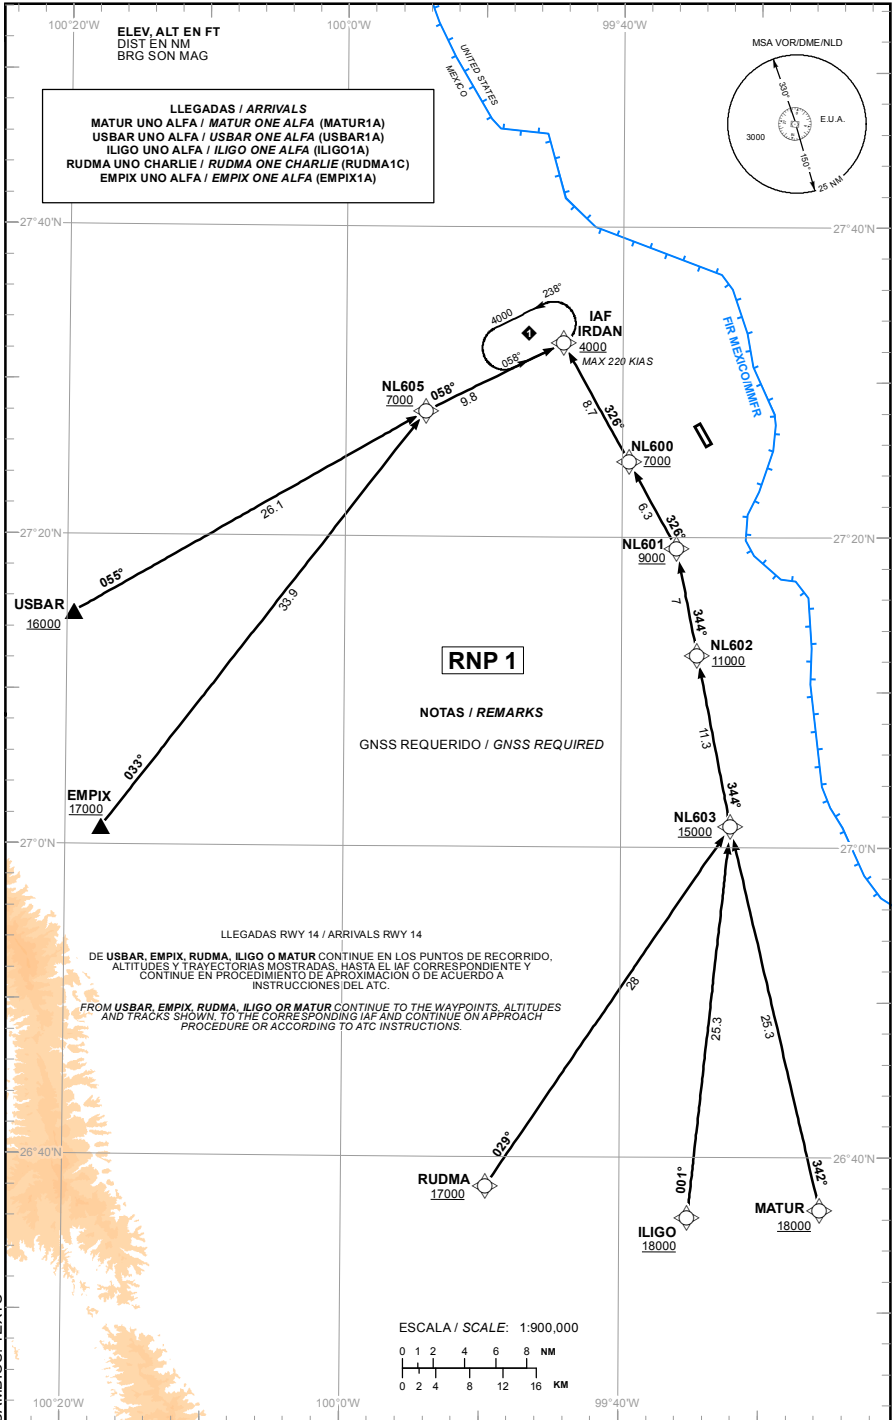 100°20'W
100°0'W
99°40'W
ELEV, ALT EN FT
DIST EN NM
BRG SON MAG
LLEGADAS / ARRIVALS
MATUR UNO ALFA / MATUR ONE ALFA (MATUR1A)
USBAR UNO ALFA / USBAR ONE ALFA (USBAR1A)
ILIGO UNO ALFA / ILIGO ONE ALFA (ILIGO1A)
RUDMA UNO CHARLIE / RUDMA ONE CHARLIE (RUDMA1C)
EMPIX UNO ALFA / EMPIX ONE ALFA (EMPIX1A)
UNITED STATES
MEXICO
MSA VOR/DME/NLD
330°
E.U.A.
3000
150°
25 NM
27°40'N
27°40'N
238°
4000
1
058°
IAF
IRDAN
4000
MAX 220 KIAS
FIR MEXICO/MMFR
NL605
7000
058°
9.8
8.7
326°
NL600
7000
6.3
326°
27°20'N
27°20'N
NL601
9000
26.1
055°
USBAR
16000
33.9
7
344°
NL602
11000
RNP 1
NOTAS / REMARKS
GNSS REQUERIDO / GNSS REQUIRED
11.3
344°
033°
EMPIX
17000
NL603
15000
27°0'N
27°0'N
LLEGADAS RWY 14 / ARRIVALS RWY 14
DE USBAR, EMPIX, RUDMA, ILIGO O MATUR CONTINUE EN LOS PUNTOS DE RECORRIDO,
ALTITUDES Y TRAYECTORIAS MOSTRADAS, HASTA EL IAF CORRESPONDIENTE Y
CONTINUE EN PROCEDIMIENTO DE APROXIMACIÓN O DE ACUERDO A
INSTRUCCIONES DEL ATC.
FROM USBAR, EMPIX, RUDMA, ILIGO OR MATUR CONTINUE TO THE WAYPOINTS, ALTITUDES
AND TRACKS SHOWN, TO THE CORRESPONDING IAF AND CONTINUE ON APPROACH
PROCEDURE OR ACCORDING TO ATC INSTRUCTIONS.
28
25.3
25.3
26°40'N
26°40'N
029°
RUDMA
17000
001°
ILIGO
18000
342°
MATUR
18000
ESCALA / SCALE: 1:900,000
0 1 2 4 6 8 NM
0 2 4 8 12 16 KM
100°20'W
100°0'W
99°40'W